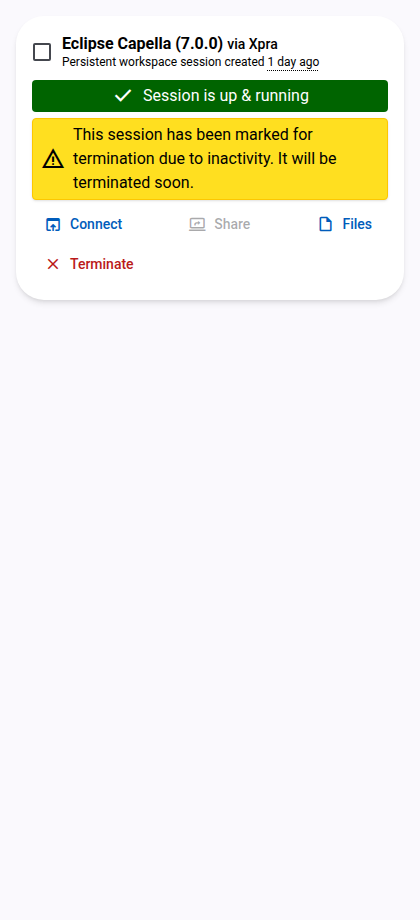 Eclipse Capella (7.0.0) via Xpra
Persistent workspace session created 1 day ago
Session is up & running
This session has been marked for
termination due to inactivity. It will be
terminated soon.
Connect
Share
Files
Terminate